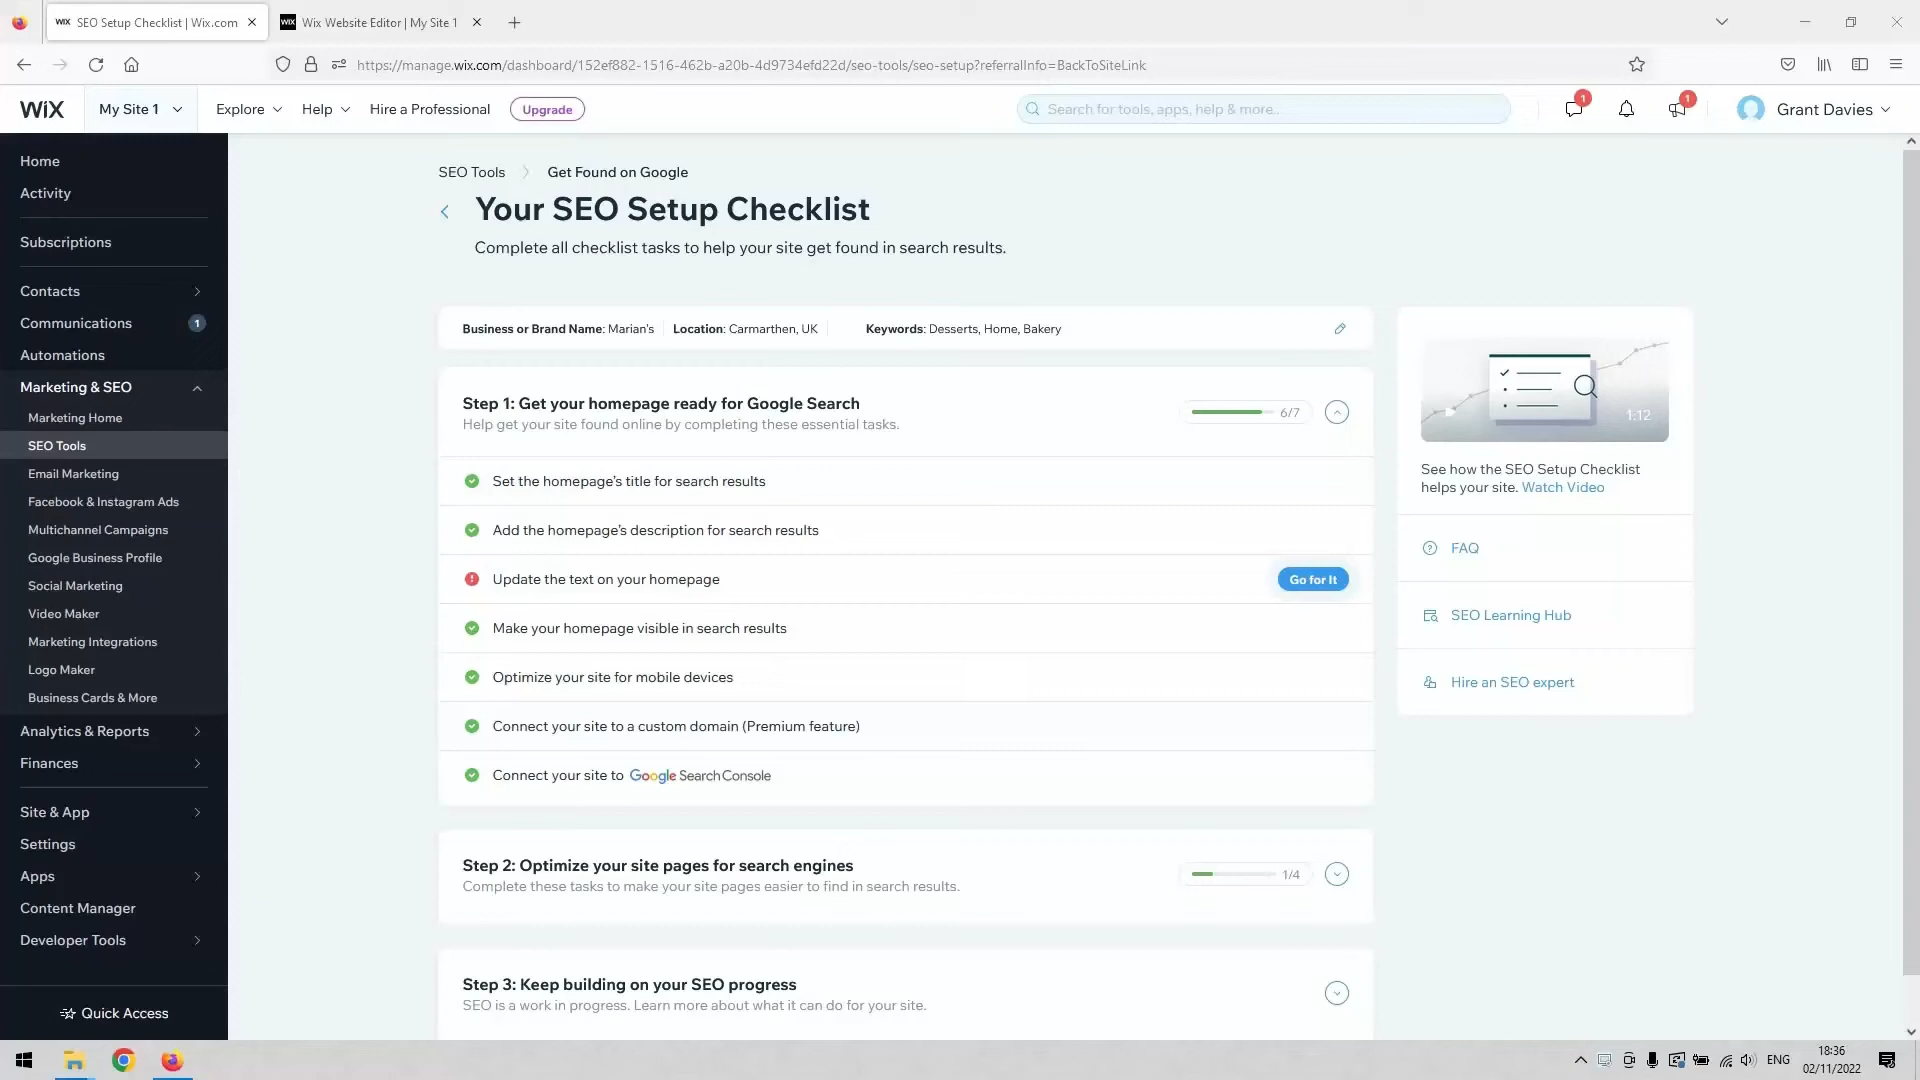 SEO Setup Checklist | Wix.com
Wix Website Editor | My Site 1
https://manage.wix.com/dashboard/152ef882-1516-462b-a20b-4d9734efd22d/seo-tools/seo-setup?referralInfo=BackToSiteLink
WiX
My Site 1
Explore
Help
Hire a Professional
Upgrade
Search for tools, apps, help & more...
1
1
Grant Davies
Home
Activity
Subscriptions
Contacts
Communications
1
Automations
Marketing & SEO
Marketing Home
SEO Tools
Email Marketing
Facebook & Instagram Ads
Multichannel Campaigns
Google Business Profile
Social Marketing
Video Maker
Marketing Integrations
Logo Maker
Business Cards & More
Analytics & Reports
Finances
Site & App
Settings
Apps
Content Manager
Developer Tools
Quick Access
SEO Tools
Get Found on Google
Your SEO Setup Checklist
Complete all checklist tasks to help your site get found in search results.
Business or Brand Name: Marian's
Location: Carmarthen, UK
Keywords: Desserts, Home, Bakery
Step 1: Get your homepage ready for Google Search
Help get your site found online by completing these essential tasks.
6/7
Set the homepage's title for search results
Add the homepage's description for search results
Update the text on your homepage
Go for It
Make your homepage visible in search results
Optimize your site for mobile devices
Connect your site to a custom domain (Premium feature)
Connect your site to Google Search Console
Step 2: Optimize your site pages for search engines
Complete these tasks to make your site pages easier to find in search results.
1/4
Step 3: Keep building on your SEO progress
SEO is a work in progress. Learn more about what it can do for your site.
1:12
See how the SEO Setup Checklist
helps your site. Watch Video
FAQ
SEO Learning Hub
Hire an SEO expert
ENG
18:36
02/11/2022